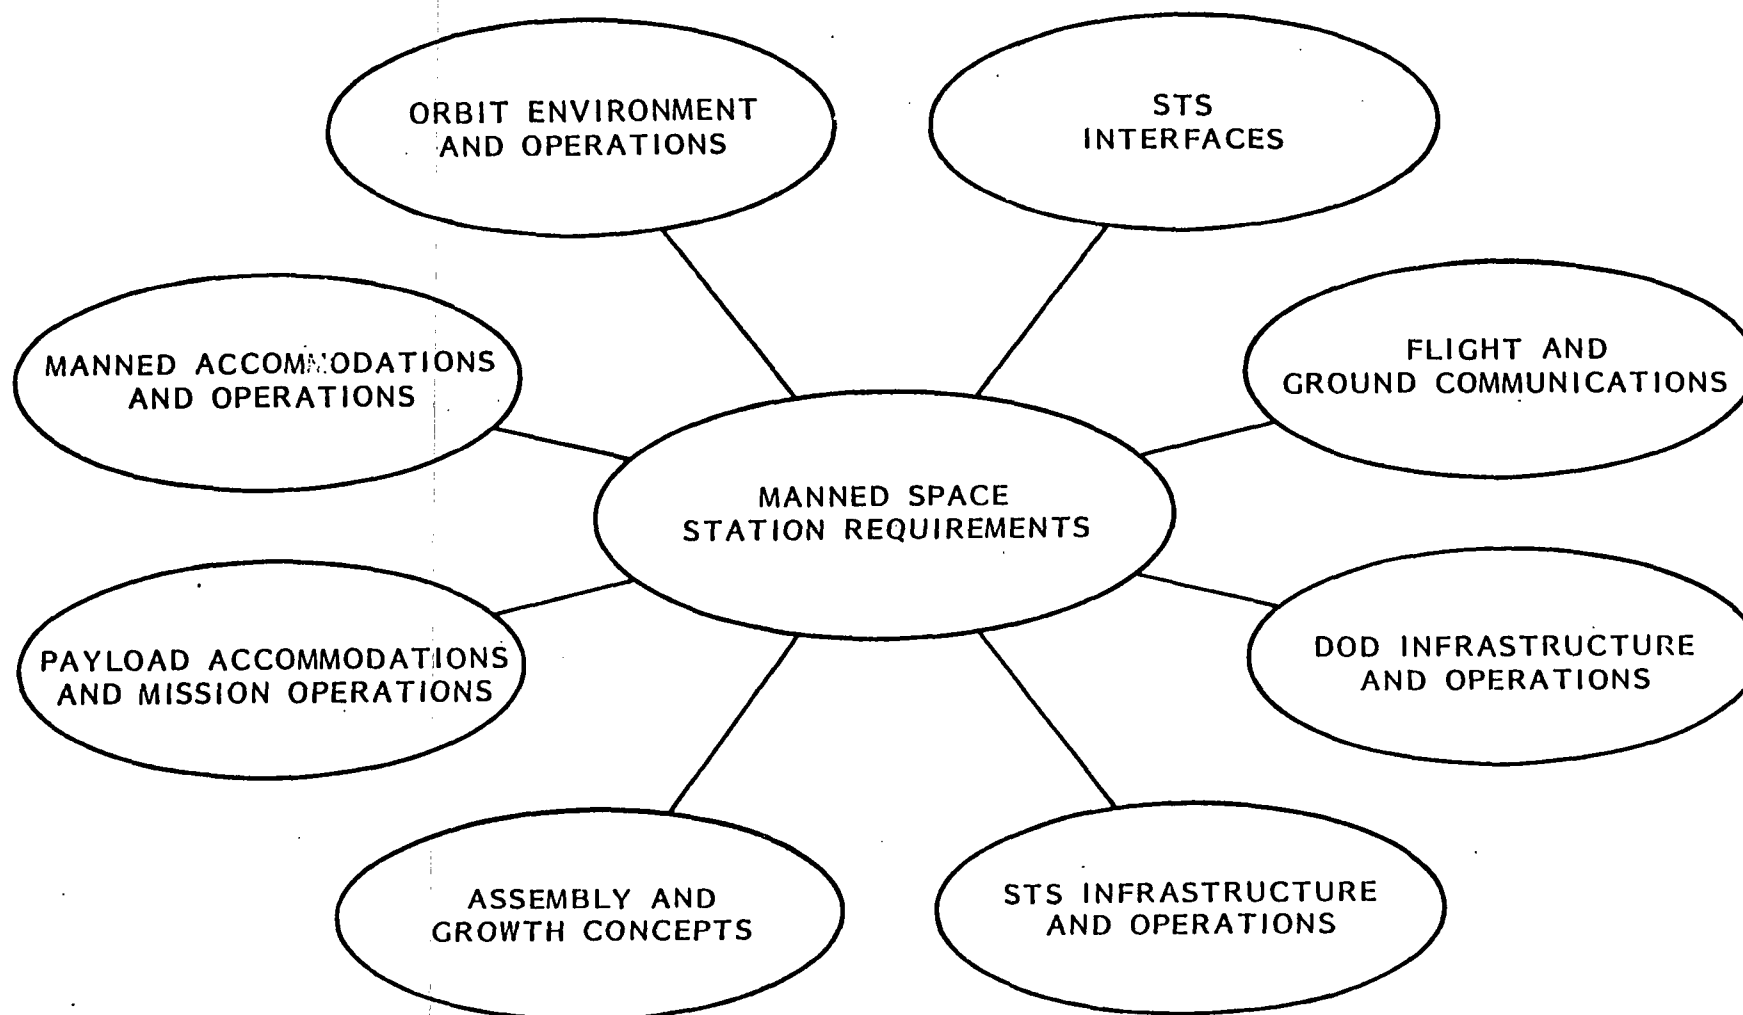 ORBIT ENVIRONMENT
AND OPERATIONS
STS
INTERFACES
MANNED ACCOMMODATIONS
AND OPERATIONS
FLIGHT AND
GROUND COMMUNICATIONS
MANNED SPACE
STATION REQUIREMENTS
PAYLOAD ACCOMMODATIONS
AND MISSION OPERATIONS
DOD INFRASTRUCTURE
AND OPERATIONS
ASSEMBLY AND
GROWTH CONCEPTS
STS INFRASTRUCTURE
AND OPERATIONS